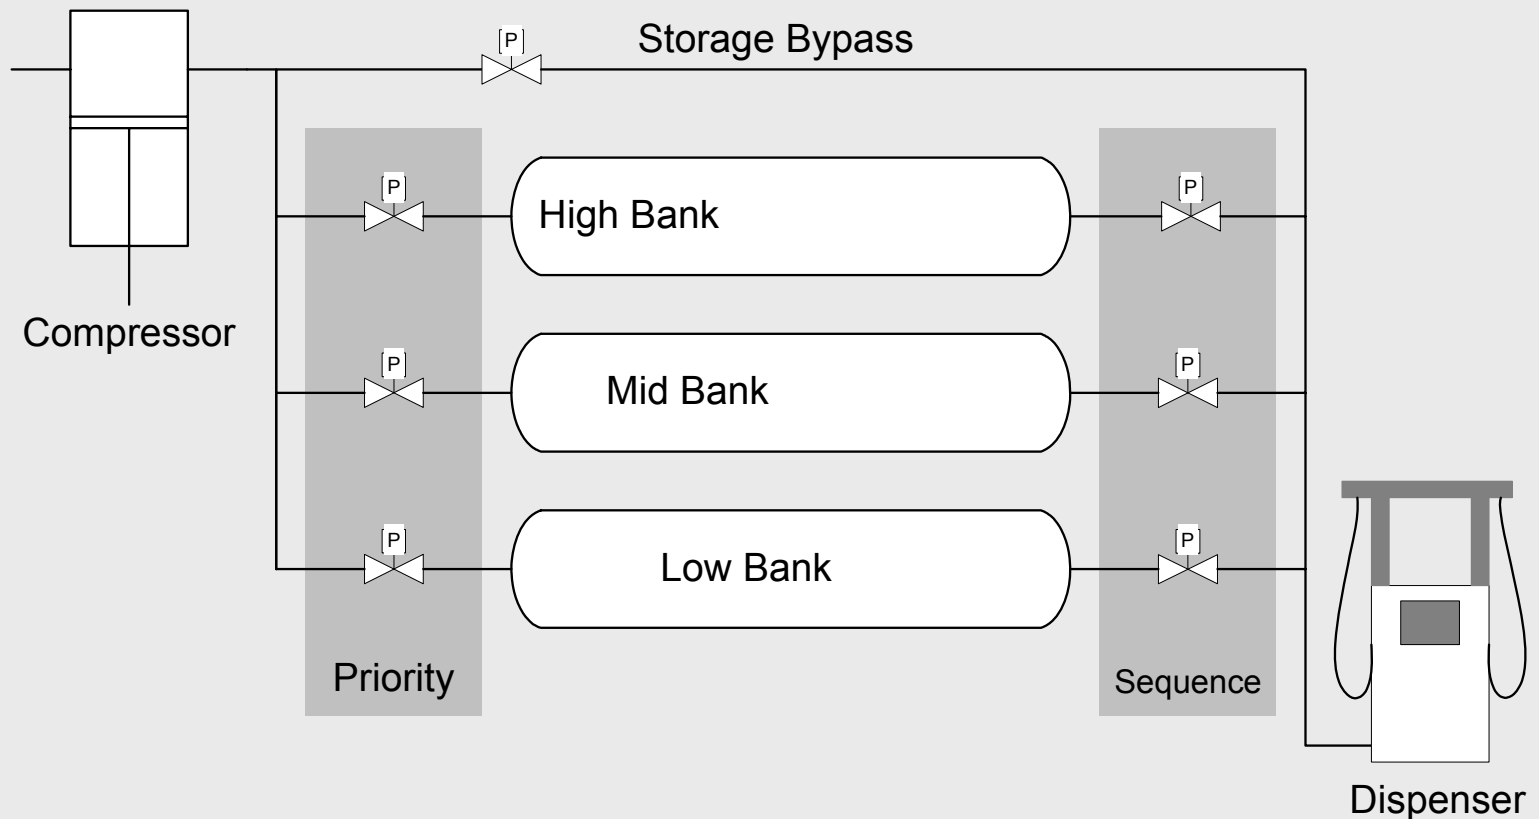 P
Storage Bypass
P
High Bank
P
Compressor
P
Mid Bank
P
P
Low Bank
P
Priority
Sequence
Dispenser